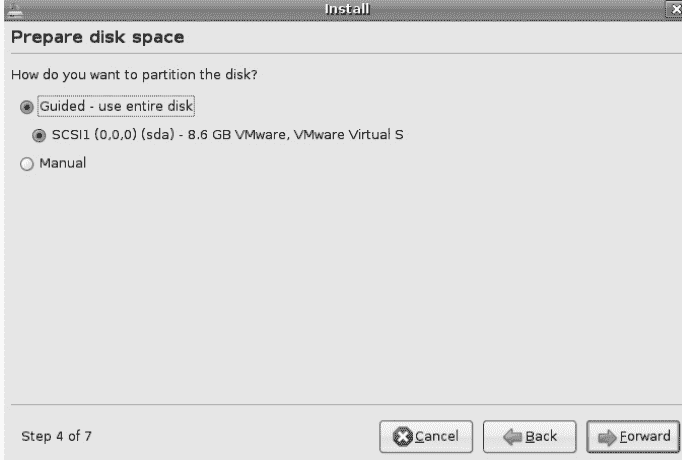 Install
Prepare disk space
How do you want to partition the disk?
Guided - use entire disk
SCSI1 (0,0,0) (sda) - 8.6 GB VMware, VMware Virtual S
Manual
Step 4 of 7
Cancel
Back
Forward